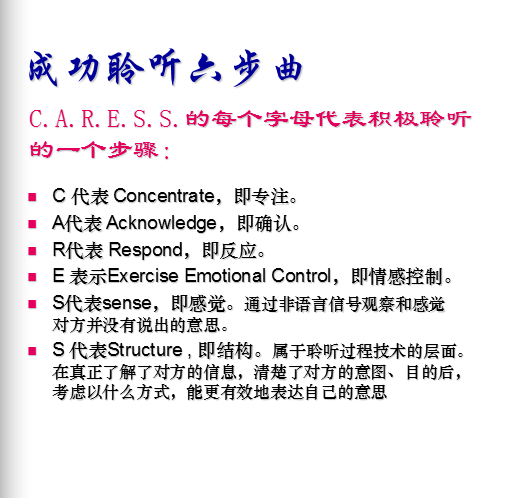 成功聆听六步曲
C.A.R.E.S.S.的每个字母代表积极聆听
的一个步骤：
■ C 代表 Concentrate，即专注。
■ A代表 Acknowledge，即确认。
■ R代表 Respond，即反应。
■ E 表示Exercise Emotional Control，即情感控制。
■ S代表sense，即感觉。通过非语言信号观察和感觉
对方并没有说出的意思。
■ S 代表Structure , 即结构。属于聆听过程技术的层面。
在真正了解了对方的信息，清楚了对方的意图、目的后，
考虑以什么方式，能更有效地表达自己的意思